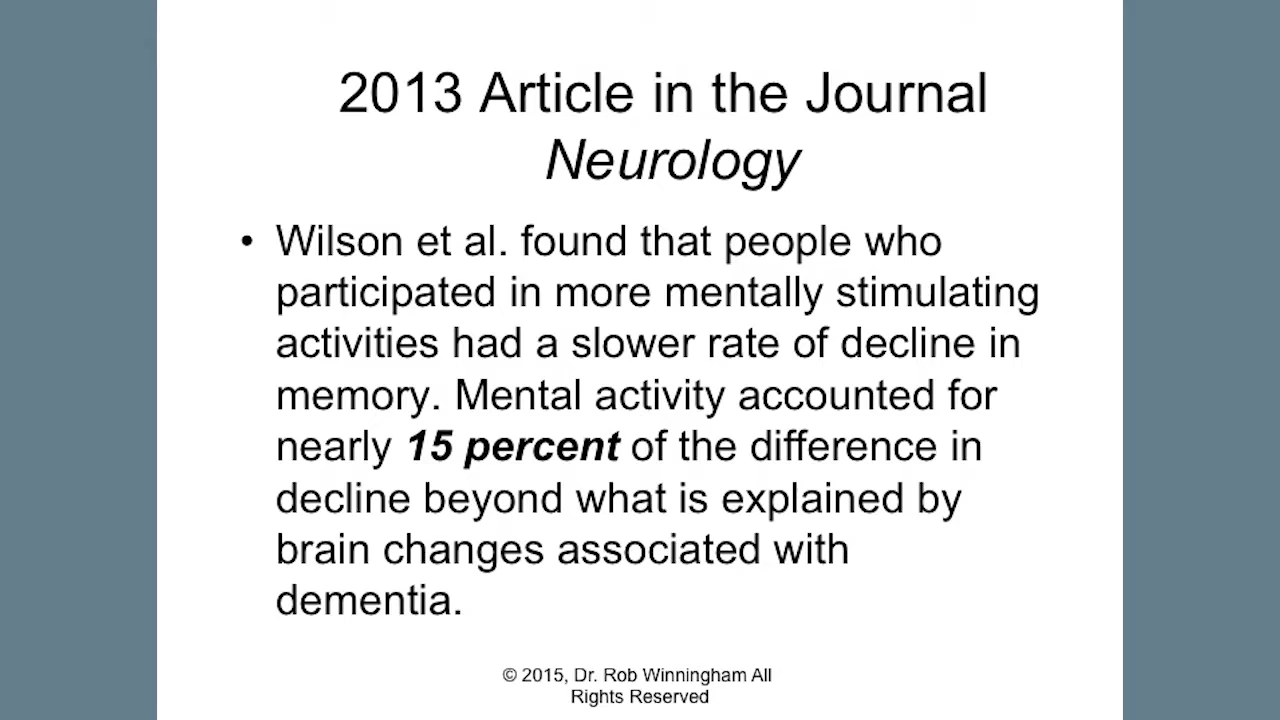 2013 Article in the Journal
Neurology
• Wilson et al. found that people who
participated in more mentally stimulating
activities had a slower rate of decline in
memory. Mental activity accounted for
nearly 15 percent of the difference in
decline beyond what is explained by
brain changes associated with
dementia.
© 2015, Dr. Rob Winningham All
Rights Reserved